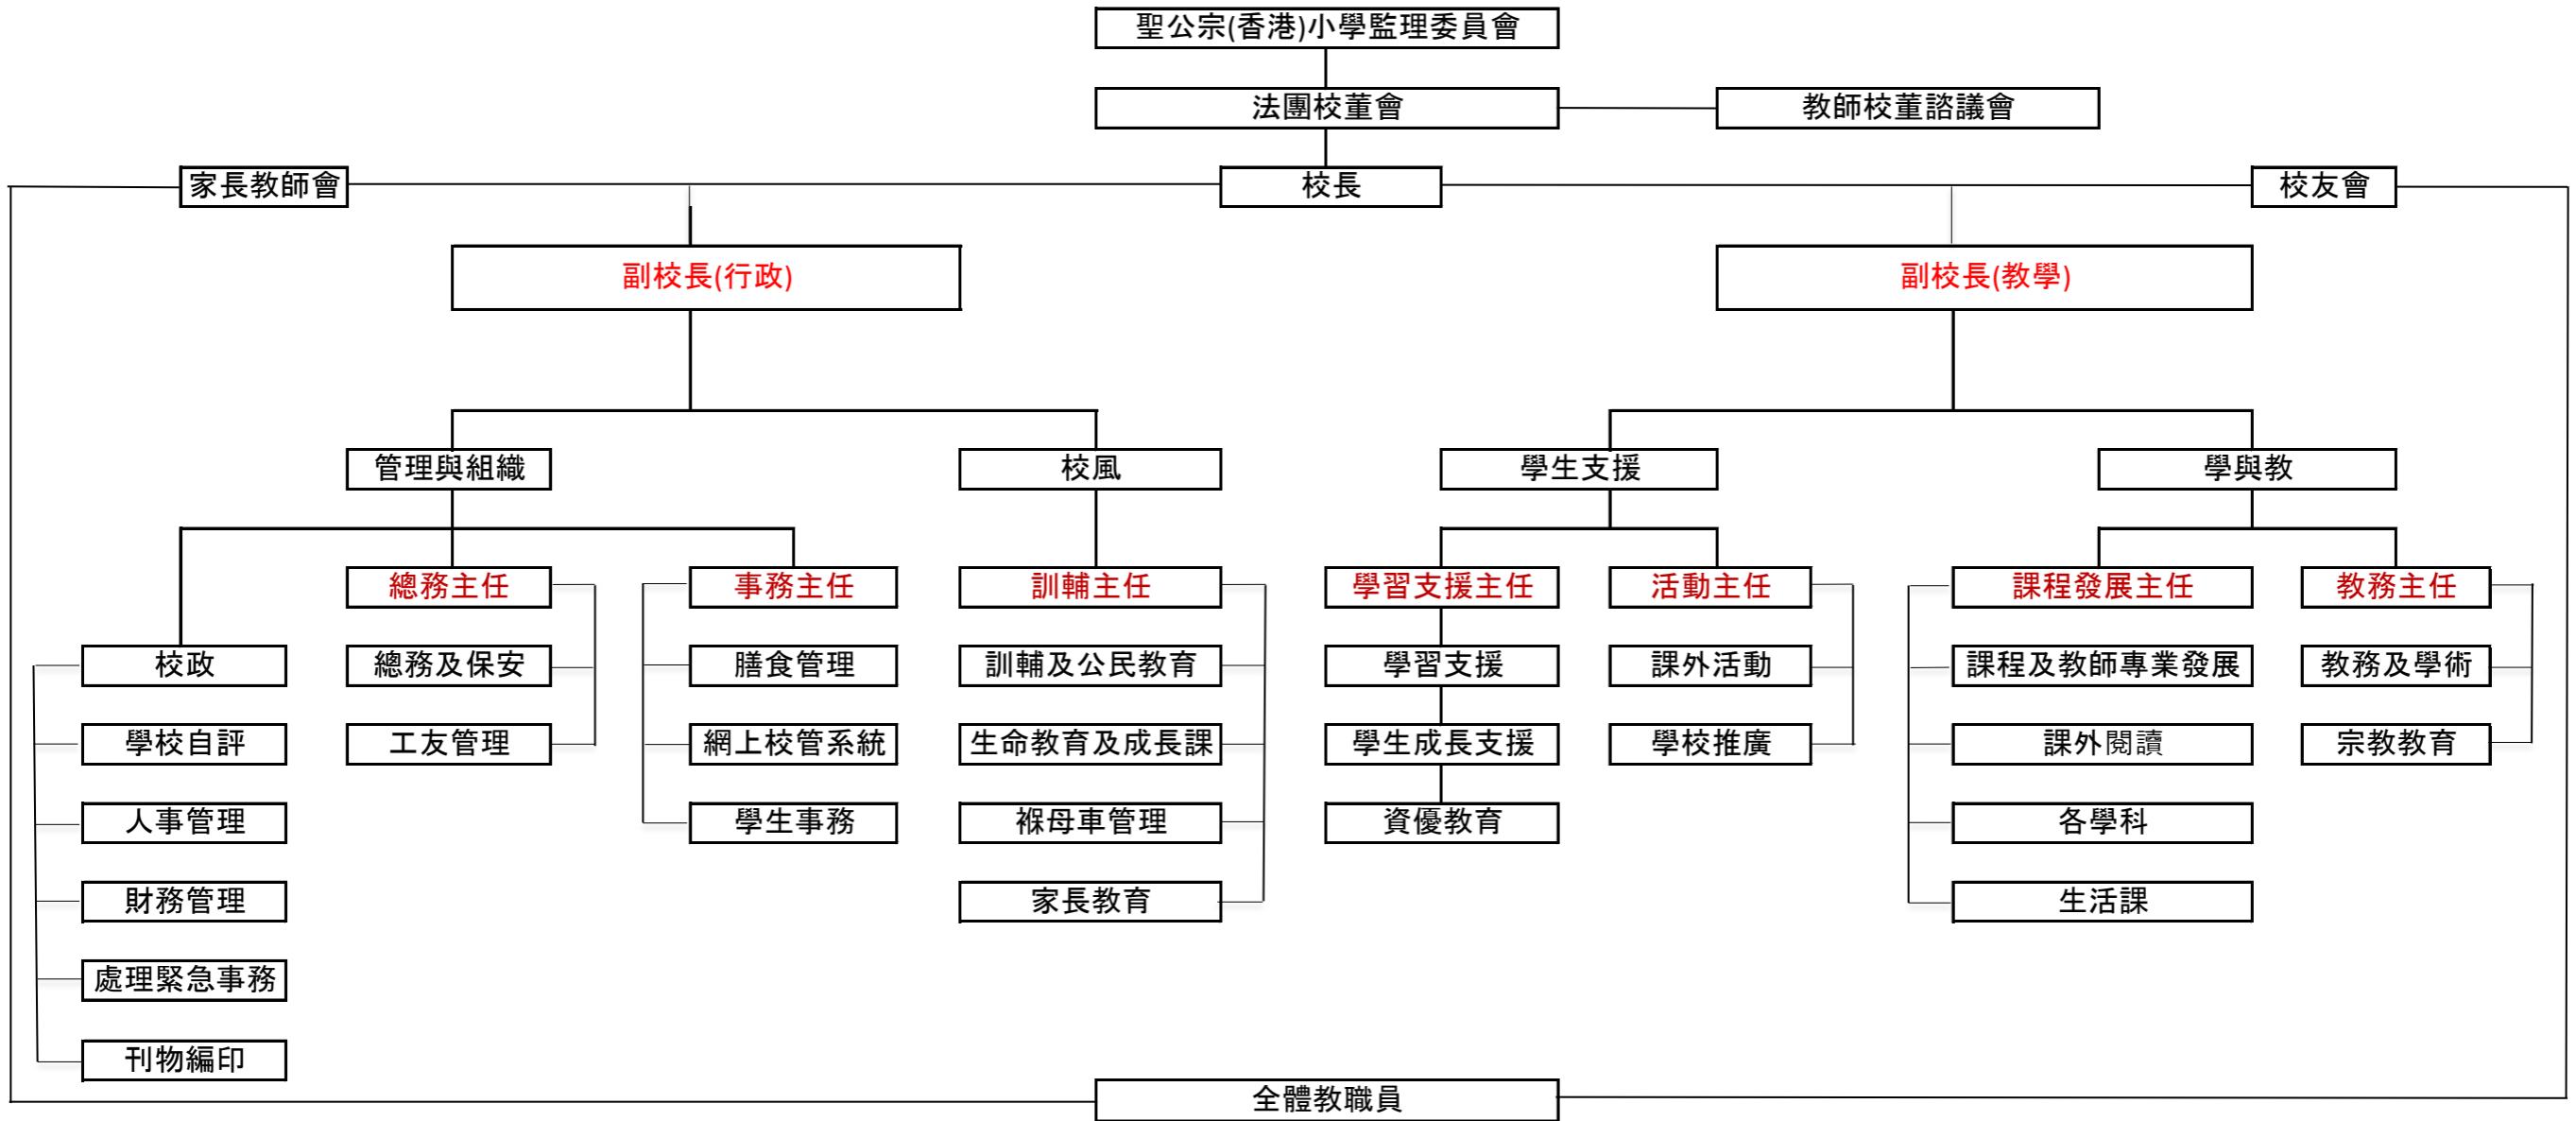 聖公宗(香港)小學監理委員會
法團校董會
教師校董諮議會
家長教師會
校長
校友會
副校長(行政)
副校長(教學)
管理與組織
校風
學生支援
學與教
總務主任
事務主任
訓輔主任
學習支援主任
活動主任
課程發展主任
教務主任
校政
總務及保安
膳食管理
訓輔及公民教育
學習支援
課外活動
課程及教師專業發展
教務及學術
學校自評
工友管理
網上校管系統
生命教育及成長課
學生成長支援
學校推廣
課外閱讀
宗教教育
人事管理
學生事務
褓母車管理
資優教育
各學科
財務管理
家長教育
生活課
處理緊急事務
刊物編印
全體教職員